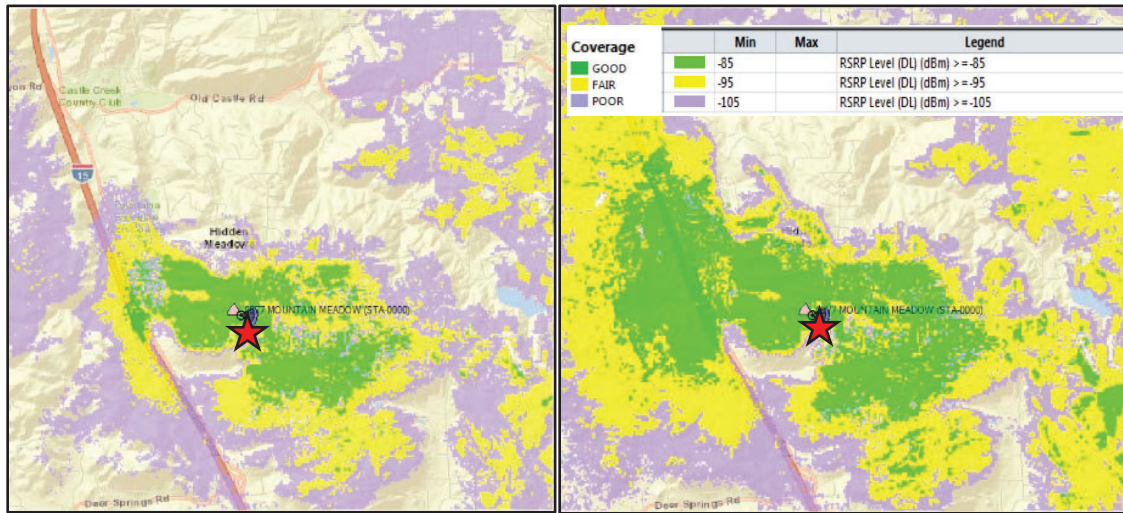 Castle Creek
Country Club
Old Castle Rd
15
Hidden
Meadow
MOUNTAIN MEADOW (STA-0000)
Deer Springs Rd
Coverage
GOOD
FAIR
POOR
Min Max Legend
-85 RSRP Level (DL) (dBm) >=-85
-95 RSRP Level (DL) (dBm) >=-95
-105 RSRP Level (DL) (dBm) >=-105
MOUNTAIN MEADOW (STA-0000)
Deer Springs Rd